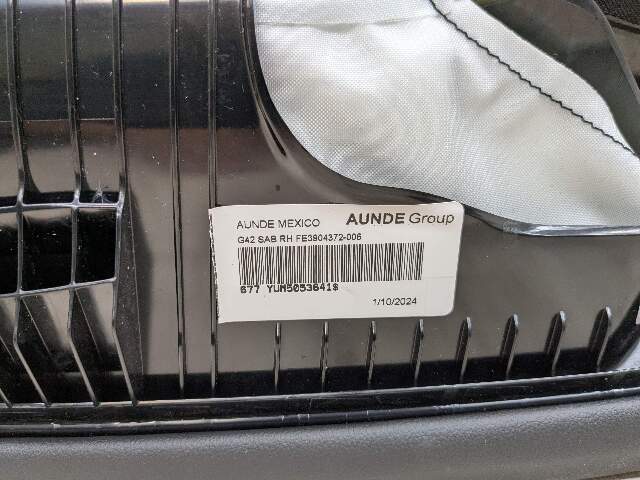 AUNDE MEXICO AUNDE Group
G42 SAB RH FE3904372-006
677 YUM50536418
1/10/2024